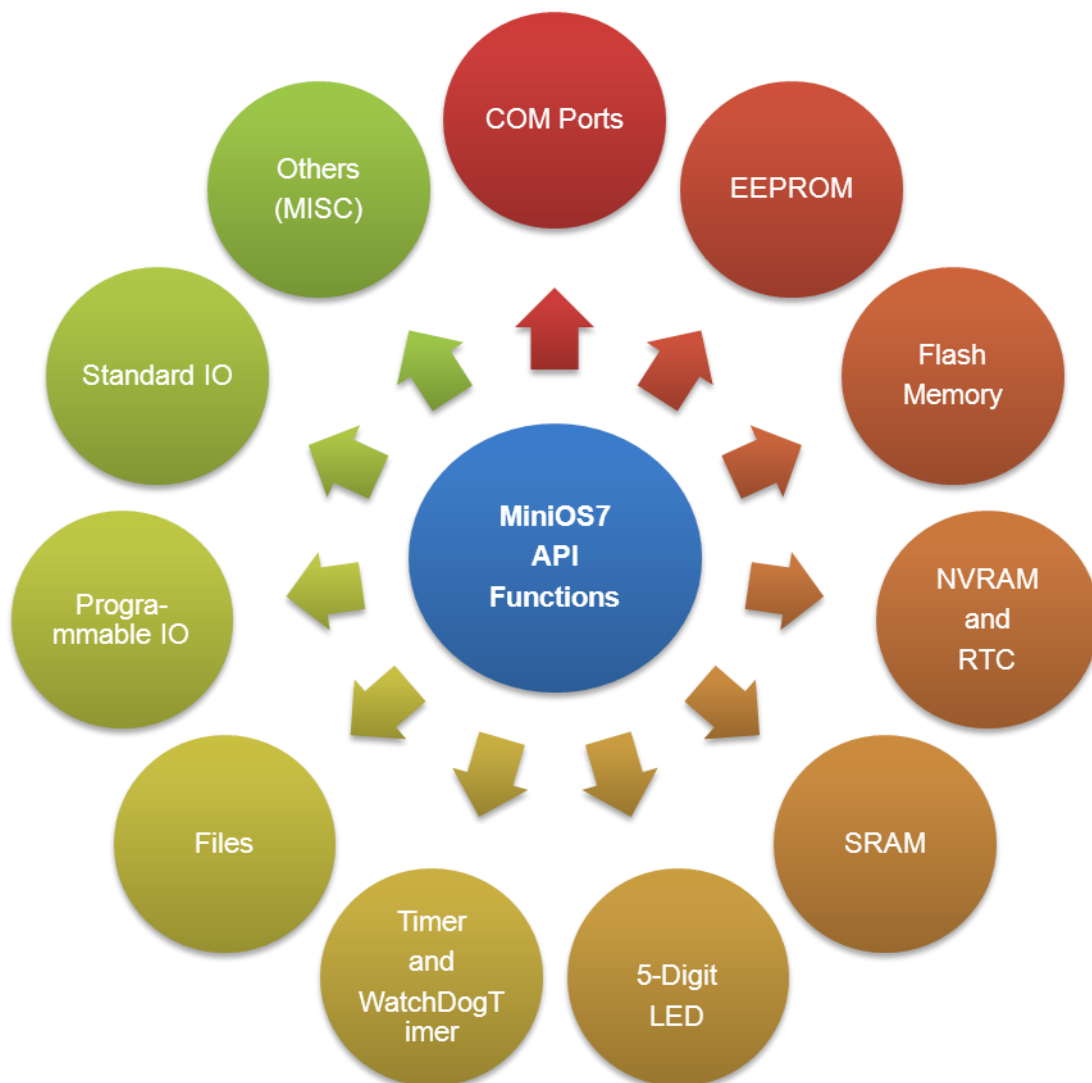 COM Ports
EEPROM
Flash
Memory
NVRAM
and
RTC
SRAM
5-Digit
LED
Timer
and
WatchDogT
imer
Files
Progra-
mmable IO
Standard IO
Others
(MISC)
MiniOS7
API
Functions